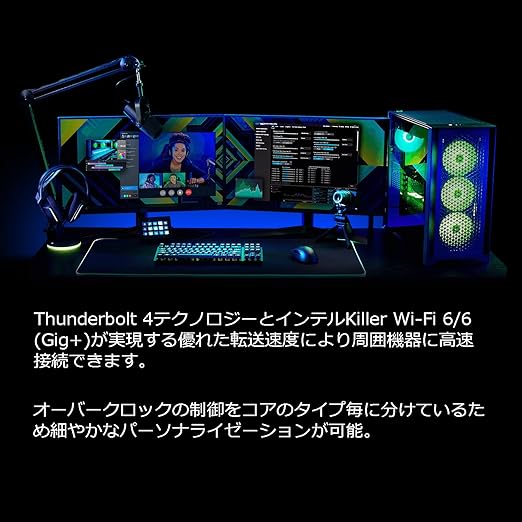 Thunderbolt 4テクノロジーとインテルKiller Wi-Fi 6/6
(Gig+)が実現する優れた転送速度により周囲機器に高速
接続できます。
オーバークロックの制御をコアのタイプ毎に分けているた
め細やかなパーソナライゼーションが可能。